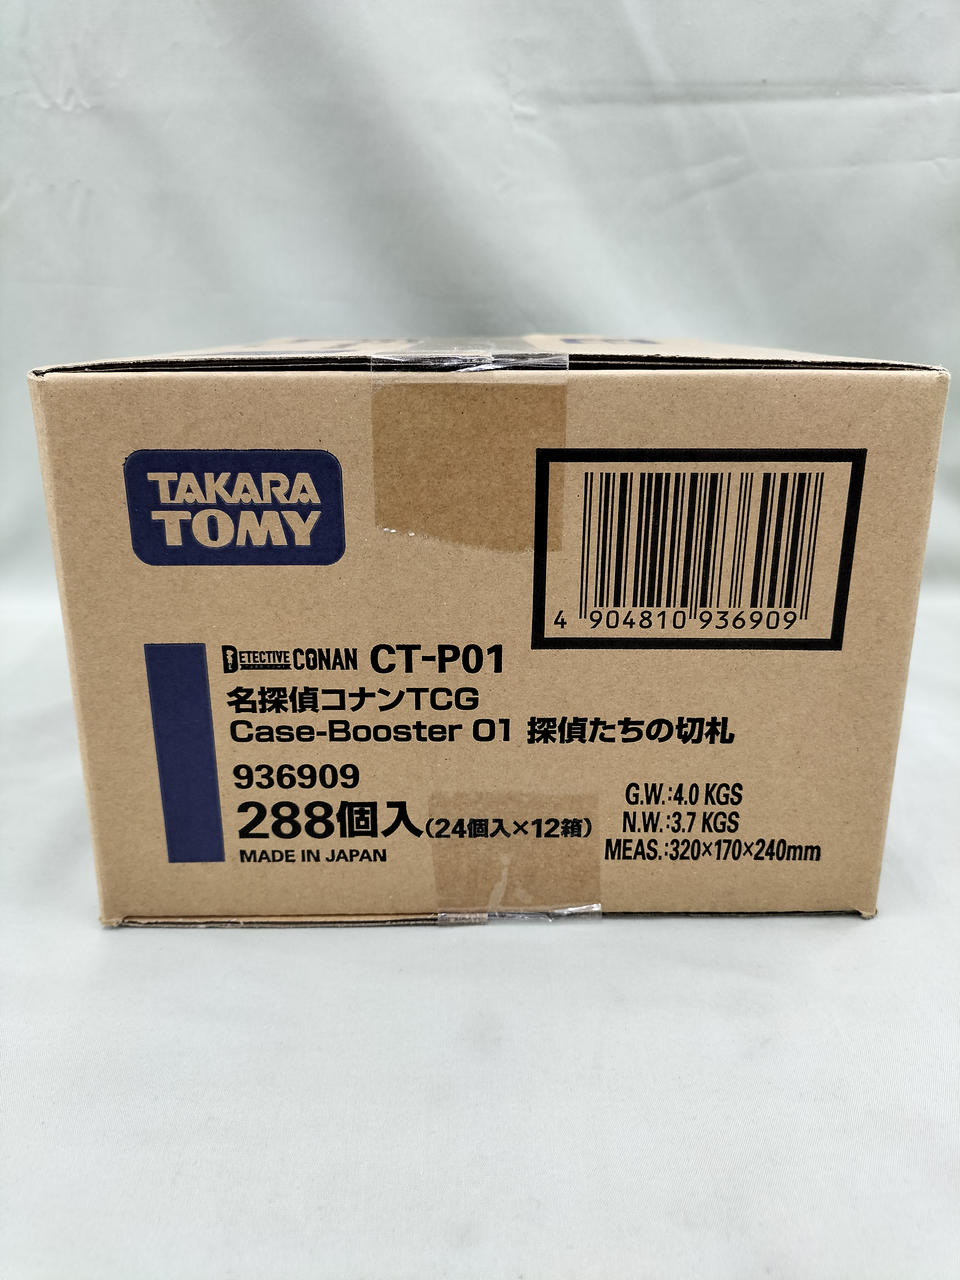 TAKARA
TOMY
4 904810 936909
DETECTIVE CONAN CT-P01
名探偵コナンTCG
Case-Booster 01 探偵たちの切札
936909
288個入(24個入×12箱)
MADE IN JAPAN
G.W.:4.0 KGS
N.W.:3.7 KGS
MEAS.:320×170×240mm